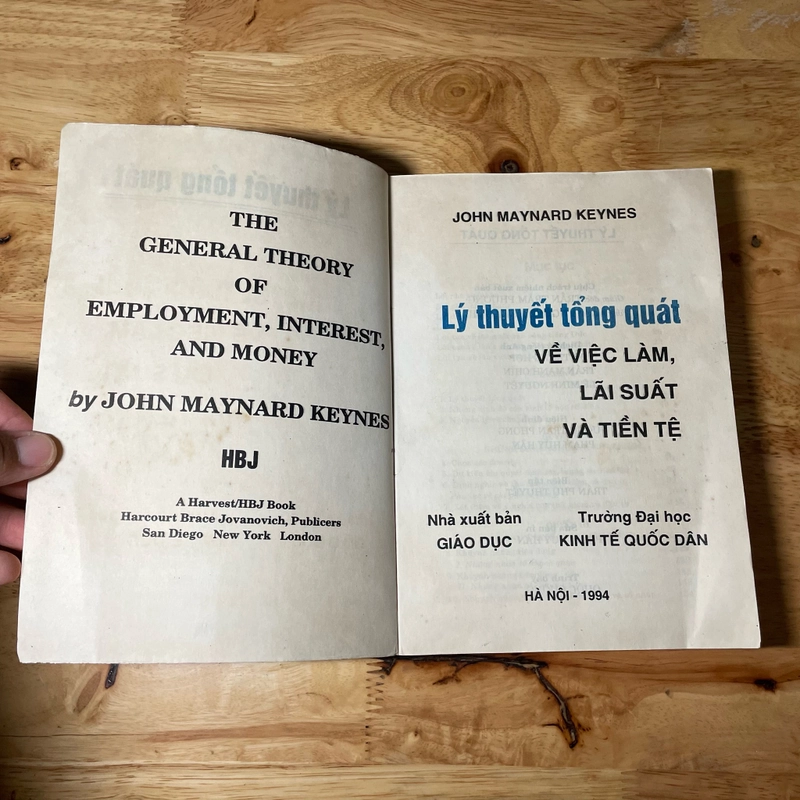 THE
GENERAL THEORY
OF
EMPLOYMENT, INTEREST,
AND MONEY
by JOHN MAYNARD KEYNES
HBJ
A Harvest/HBJ Book
Harcourt Brace Jovanovich, Publicers
San Diego New York London
JOHN MAYNARD KEYNES
Lý thuyết tổng quát
VỀ VIỆC LÀM,
LÃI SUẤT
VÀ TIỀN TỆ
Nhà xuất bản
GIÁO DỤC
Trường Đại học
KINH TẾ QUỐC DÂN
HÀ NỘI - 1994